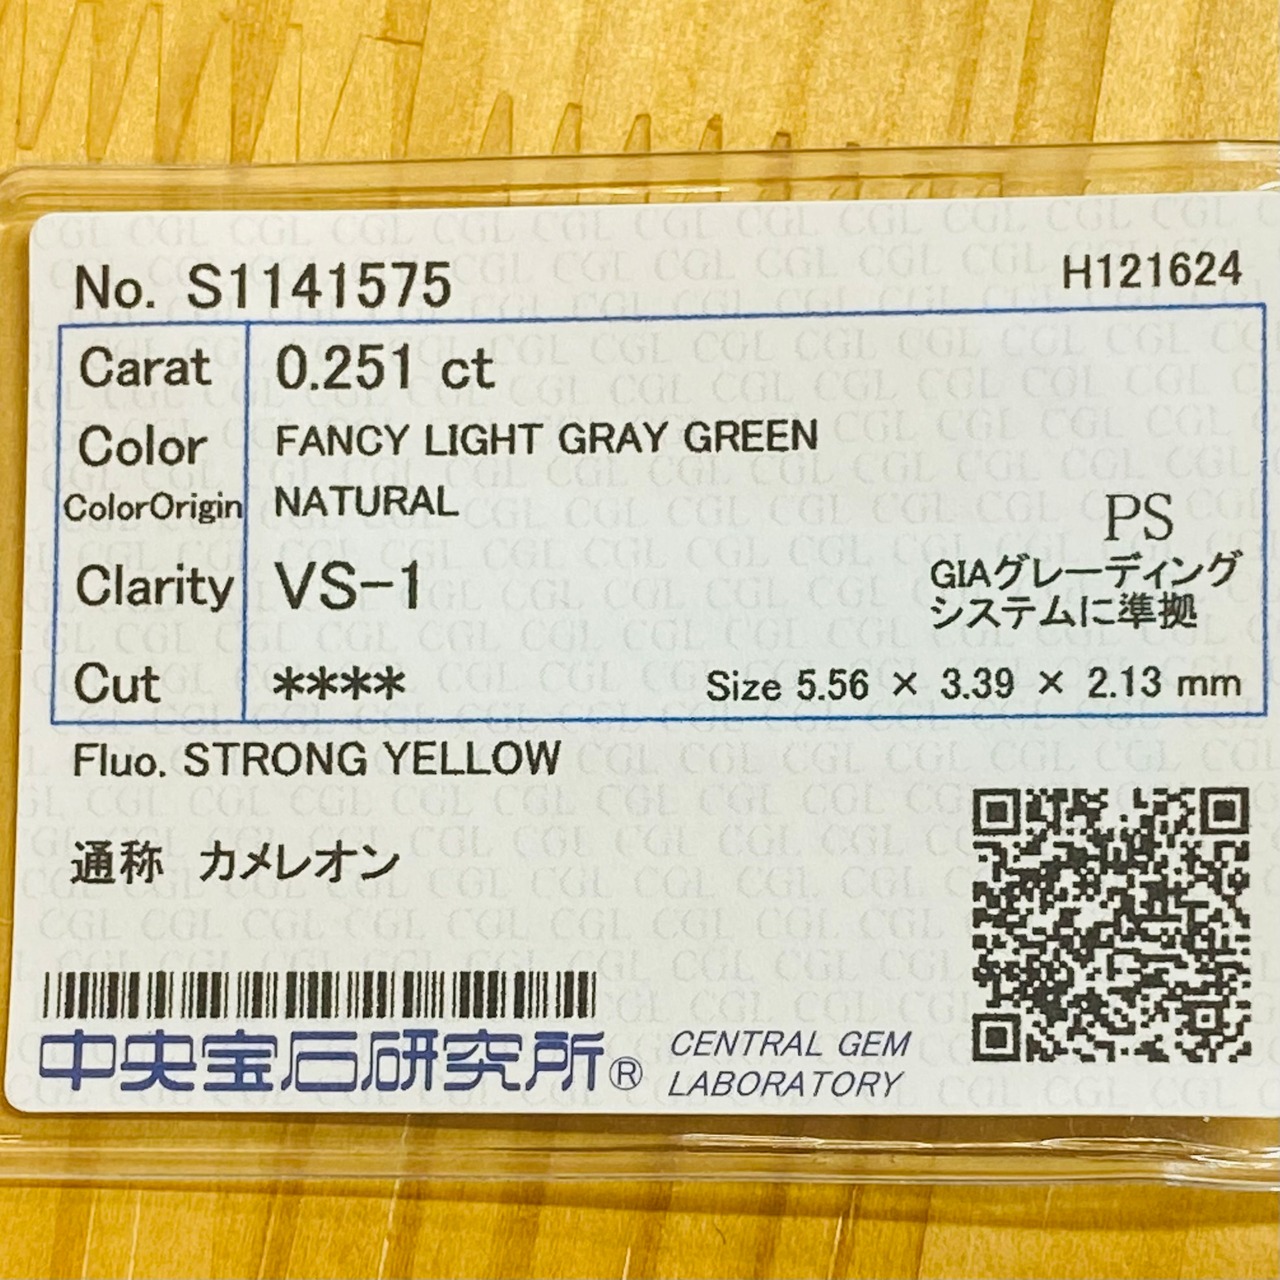 No. S1141575
H121624
Carat 0.251 ct
Color FANCY LIGHT GRAY GREEN
ColorOrigin NATURAL
PS
Clarity VS-1
GIAグレーディング
システムに準拠
Cut ****
Size 5.56 × 3.39 × 2.13 mm
Fluo. STRONG YELLOW
通称 カメレオン
中央宝石研究所®
CENTRAL GEM
LABORATORY